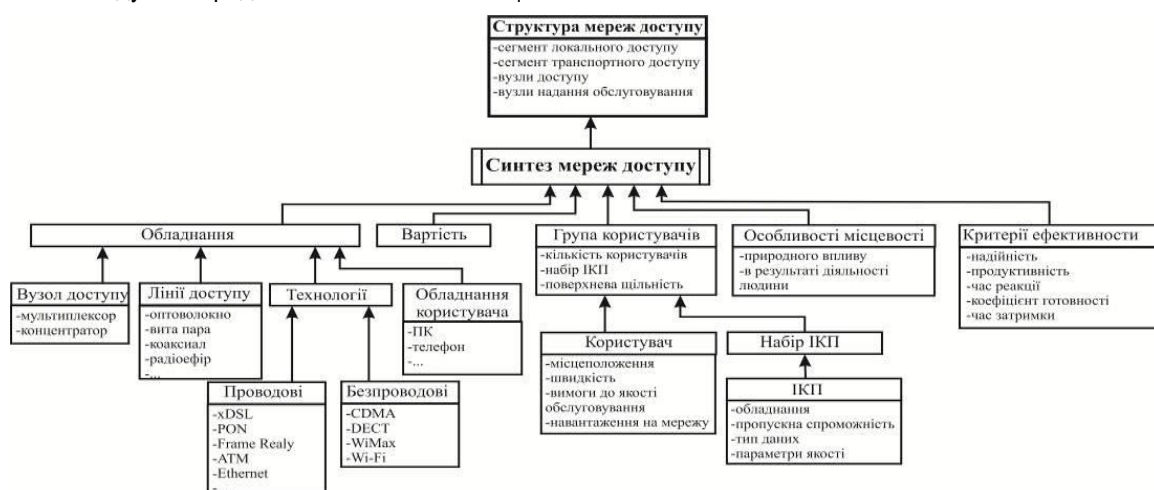 Структура мереж доступу
-сегмент локального доступу
-сегмент транспортного доступу
-вузли доступу
-вузли надання обслуговування
Синтез мереж доступу
Обладнання
Вартість
Група користувачів
-кількість користувачів
-набір ІКП
-поверхнева щільність
Особливості місцевості
-природного впливу
-в результаті діяльності
людини
Критерії ефективности
-надійність
-продуктивність
-час реакції
-коефіцієнт готовності
-час затримки
Вузол доступу
-мультиплексор
-концентратор
Лінії доступу
-оптоволокно
-вита пара
-коаксиал
-радіоефір
-...
Технології
Обладнання
користувача
-ПК
-телефон
-...
Проводові
-xDSL
-PON
-Frame Realy
-ATM
-Ethernet
Безпроводові
-CDMA
-DECT
-WiMax
-Wi-Fi
Користувач
-місцеположення
-швидкість
-вимоги до якості
обслуговування
-навантаження на мережу
Набір ІКП
ІКП
-обладнання
-пропускна спроможність
-тип даних
-параметри якості